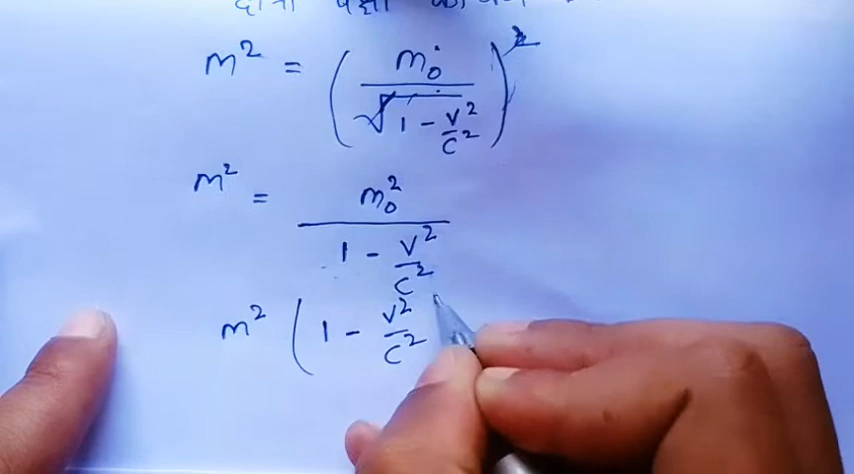 m² = (m₀/√(1 - v²/c²))²
m² = m₀²/(1 - v²/c²)
m² (1 - v²/c²